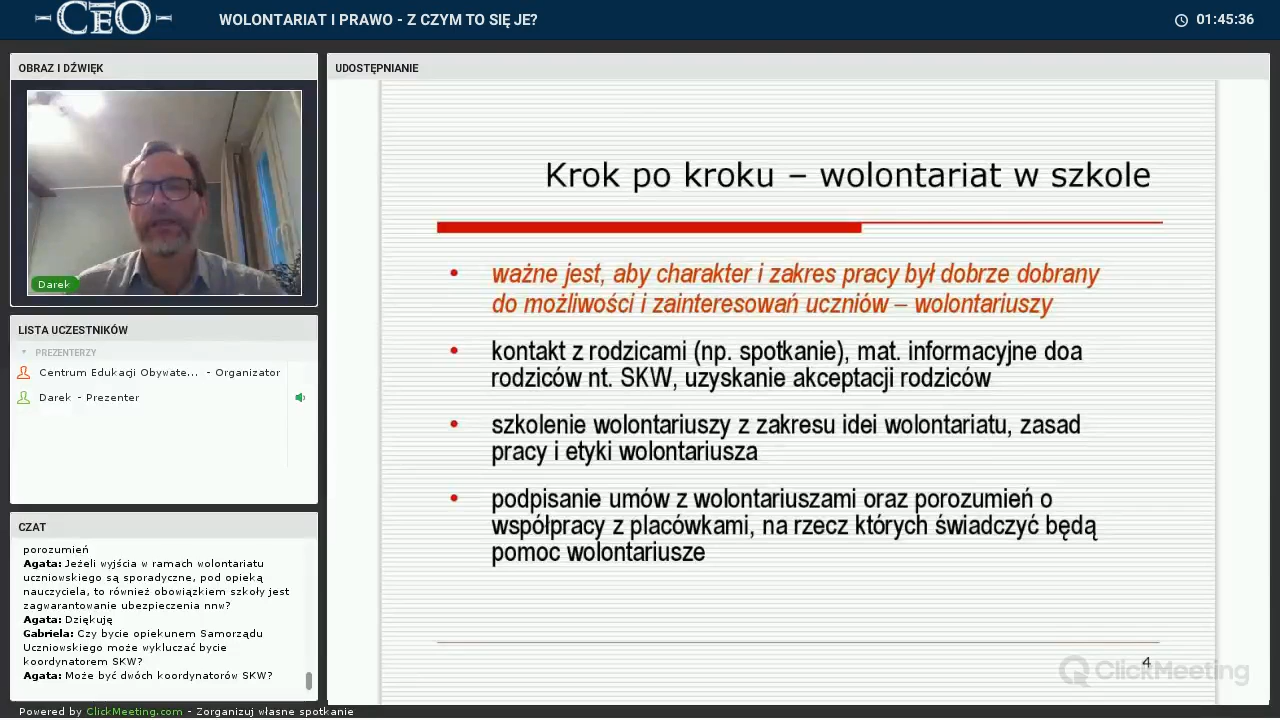 CEO
WOLONTARIAT I PRAWO - Z CZYM TO SIĘ JE?
01:45:36
OBRAZ I DŹWIĘK
Darek
LISTA UCZESTNIKÓW
PREZENTERZY
Centrum Edukacji Obywate... - Organizator
Darek - Prezenter
CZAT
porozumień
Agata: Jeżeli wyjścia w ramach wolontariatu
uczniowskiego są sporadyczne, pod opieką
nauczyciela, to również obowiązkiem szkoły jest
zagwarantowanie ubezpieczenia nnw?
Agata: Dziękuję
Gabriela: Czy bycie opiekunem Samorządu
Uczniowskiego może wykluczać bycie
koordynatorem SKW?
Agata: Może być dwóch koordynatorów SKW?
UDOSTĘPNIANIE
Krok po kroku – wolontariat w szkole
• ważne jest, aby charakter i zakres pracy był dobrze dobrany
do możliwości i zainteresowań uczniów – wolontariuszy
• kontakt z rodzicami (np. spotkanie), mat. informacyjne doa
rodziców nt. SKW, uzyskanie akceptacji rodziców
• szkolenie wolontariuszy z zakresu idei wolontariatu, zasad
pracy i etyki wolontariusza
• podpisanie umów z wolontariuszami oraz porozumień o
współpracy z placówkami, na rzecz których świadczyć będą
pomoc wolontariusze
4
ClickMeeting
Powered by ClickMeeting.com - Zorganizuj własne spotkanie